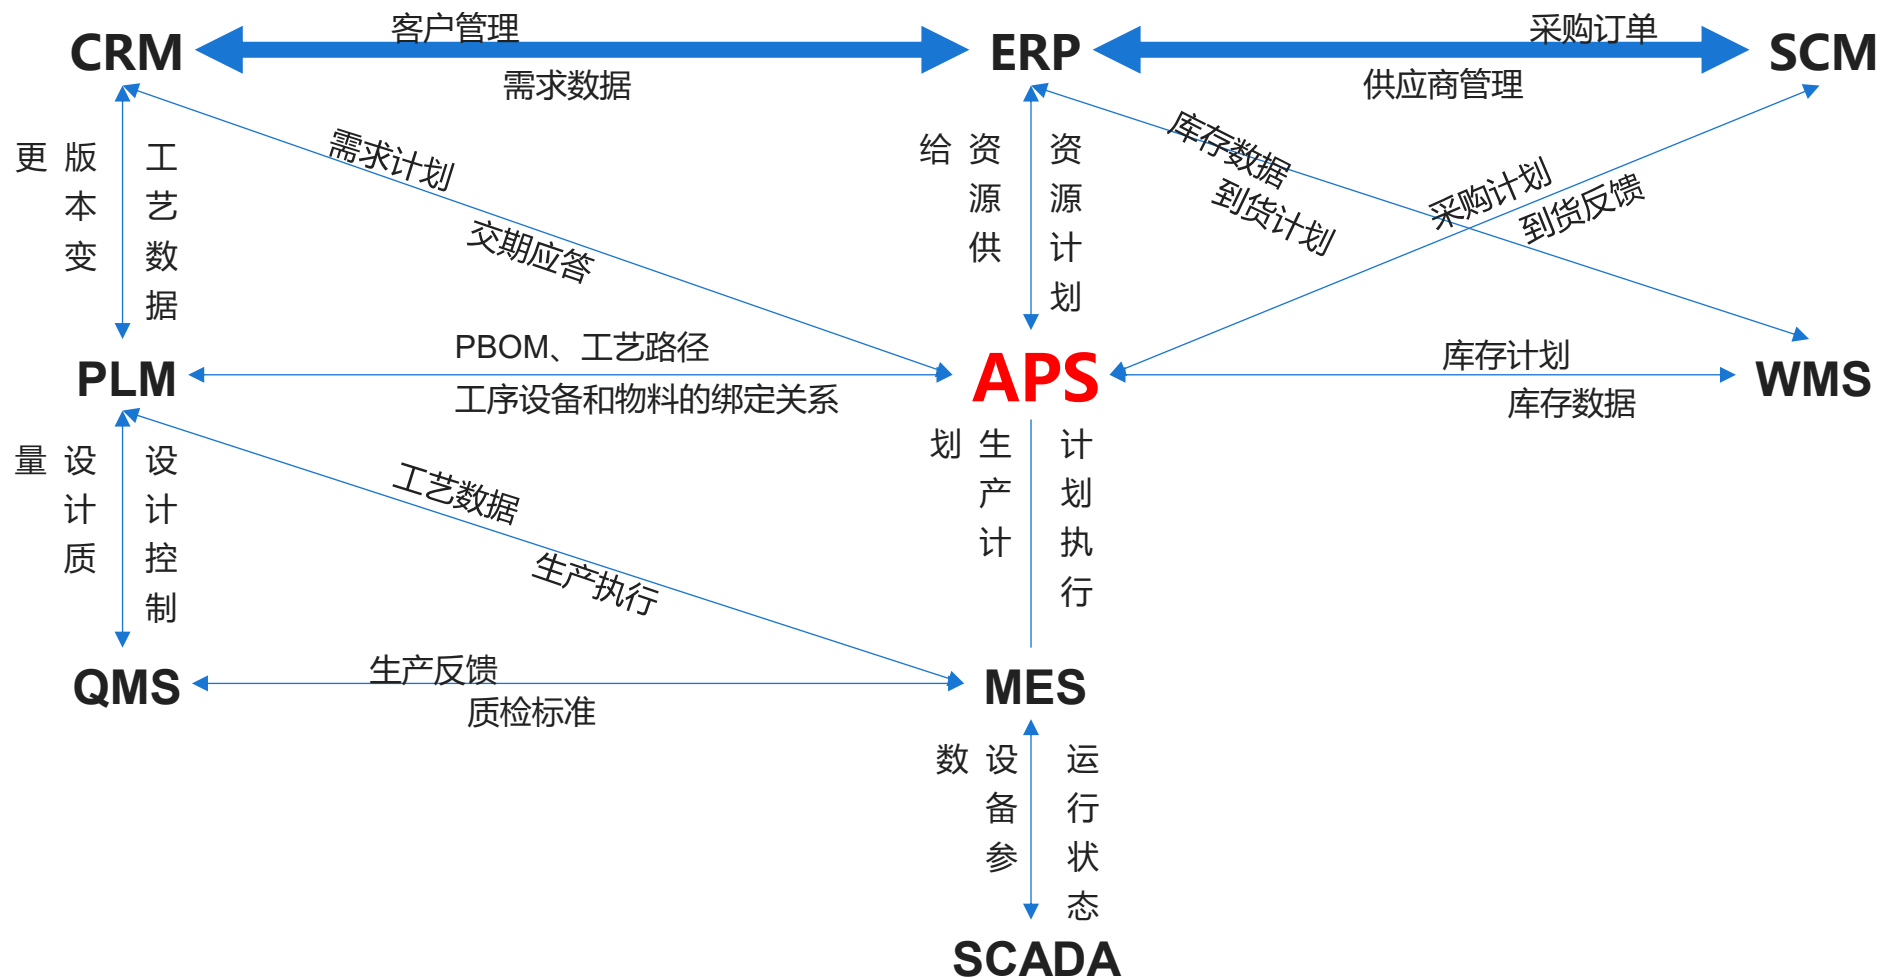 客户管理
采购订单
CRM
ERP
SCM
需求数据
供应商管理
版本变更
工艺数据
需求计划
交期应答
资源供给
资源计划
库存数据
到货计划
采购计划
到货反馈
PBOM、工艺路径
工序设备和物料的绑定关系
库存计划
库存数据
PLM
APS
WMS
设计质量
设计控制
工艺数据
生产执行
生产计划
计划执行
生产反馈
质检标准
QMS
MES
设备参数
运行状态
SCADA